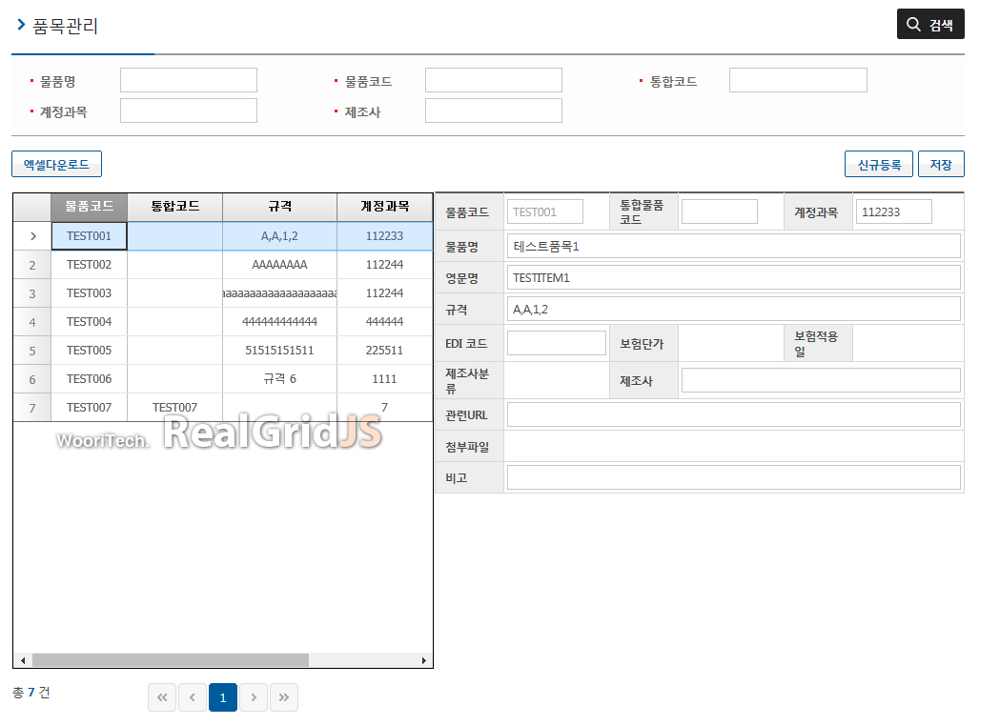 품목관리
검색
물품명 물품코드 통합코드
계정과목 제조사
엑셀다운로드 신규등록 저장
물품코드 통합코드 규격 계정과목
TEST001 A,A,1,2 112233
2 TEST002 AAAAAAAA 112244
3 TEST003 aaaaaaaaaaaaaaaaaaaa 112244
4 TEST004 444444444444 444444
5 TEST005 51515151511 225511
6 TEST006 규격 6 1111
7 TEST007 TEST007 7
WooriTech. RealGridJS
물품코드 TEST001 통합물품
코드 계정과목 112233
물품명 테스트품목1
영문명 TESTITEM1
규격 A,A,1,2
EDI 코드 보험단가 보험적용
일
제조사분
류 제조사
관련URL
첨부파일
비고
총 7 건
« ‹ 1 › »